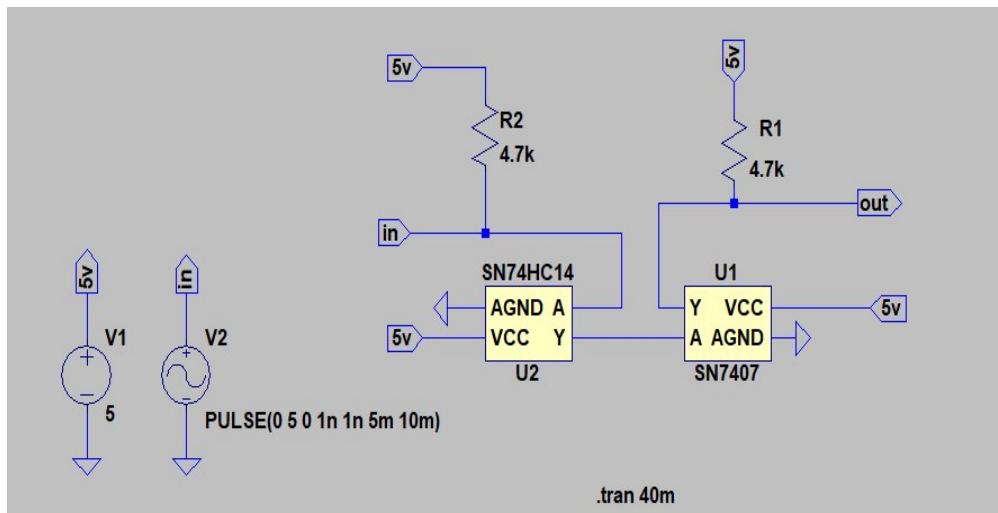 5v
5v
R2
4.7k
R1
4.7k
in
out
5v
in
SN74HC14
U1
AGND A
VCC Y
Y VCC
A AGND
5v
5v
U2
SN7407
V1
5
V2
PULSE(0 5 0 1n 1n 5m 10m)
.tran 40m